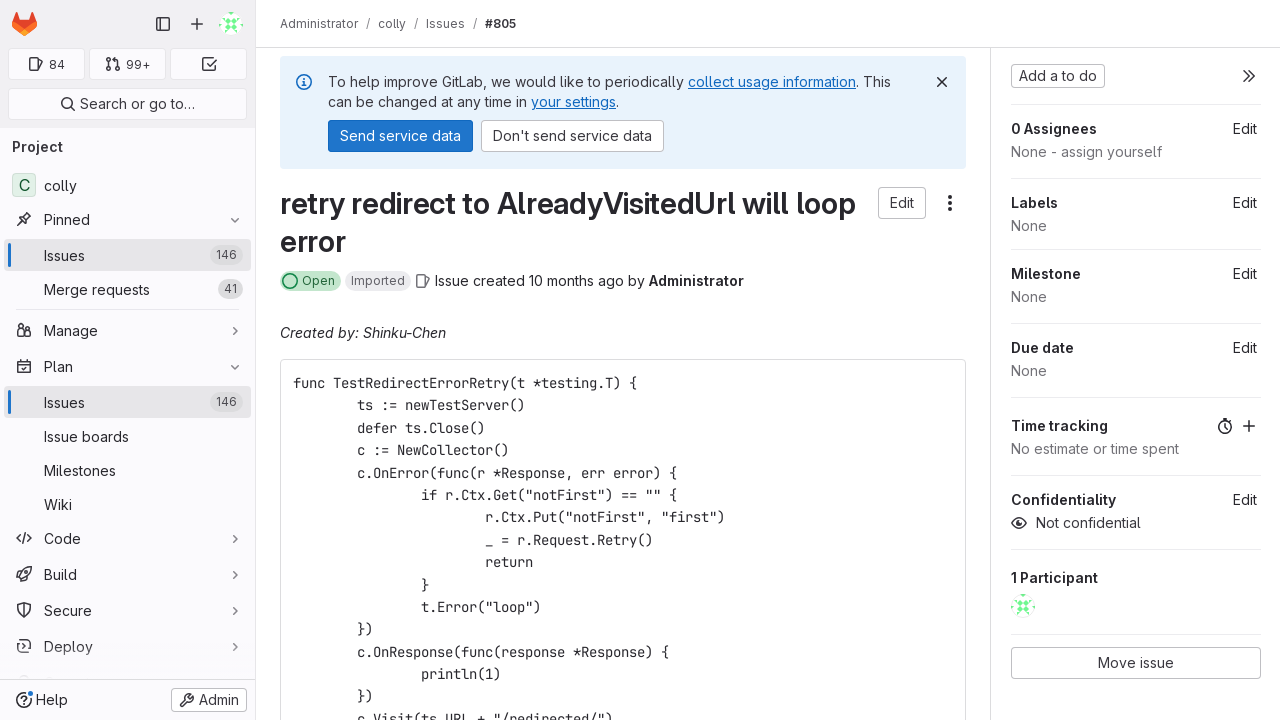 Administrator / colly / Issues / #805
84
99+
Search or go to…
Project
C colly
Pinned
Issues 146
Merge requests 41
Manage
Plan
Issues 146
Issue boards
Milestones
Wiki
Code
Build
Secure
Deploy
Help
Admin
To help improve GitLab, we would like to periodically collect usage information. This
can be changed at any time in your settings.
Send service data
Don't send service data
retry redirect to AlreadyVisitedUrl will loop
error
Edit
Open Imported Issue created 10 months ago by Administrator
Created by: Shinku-Chen
func TestRedirectErrorRetry(t *testing.T) {
ts := newTestServer()
defer ts.Close()
c := NewCollector()
c.OnError(func(r *Response, err error) {
if r.Ctx.Get("notFirst") == "" {
r.Ctx.Put("notFirst", "first")
_ = r.Request.Retry()
return
}
t.Error("loop")
})
c.OnResponse(func(response *Response) {
println(1)
})
c.Visit(ts.URL + "/redirected/")
Add a to do
0 Assignees Edit
None - assign yourself
Labels Edit
None
Milestone Edit
None
Due date Edit
None
Time tracking
No estimate or time spent
Confidentiality Edit
Not confidential
1 Participant
Move issue